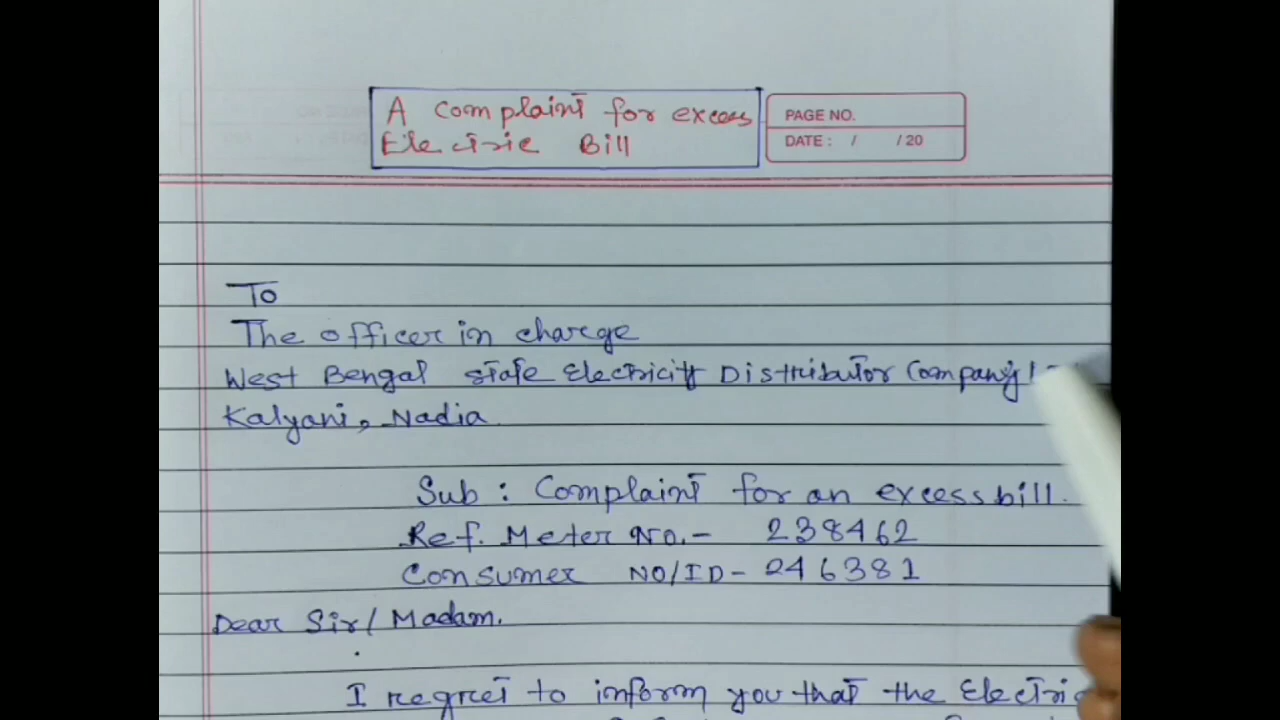 A complaint for excess
Electric Bill
PAGE NO.
DATE : / / 20
To
The officer in charge
West Bengal state Electricity Distributor Company
Kalyani, Nadia
Sub : Complaint for an excess bill.
Ref. Meter No.- 238462
Consumer NO/ID - 246381
Dear Sir/ Madam.
I regret to inform you that the Electric